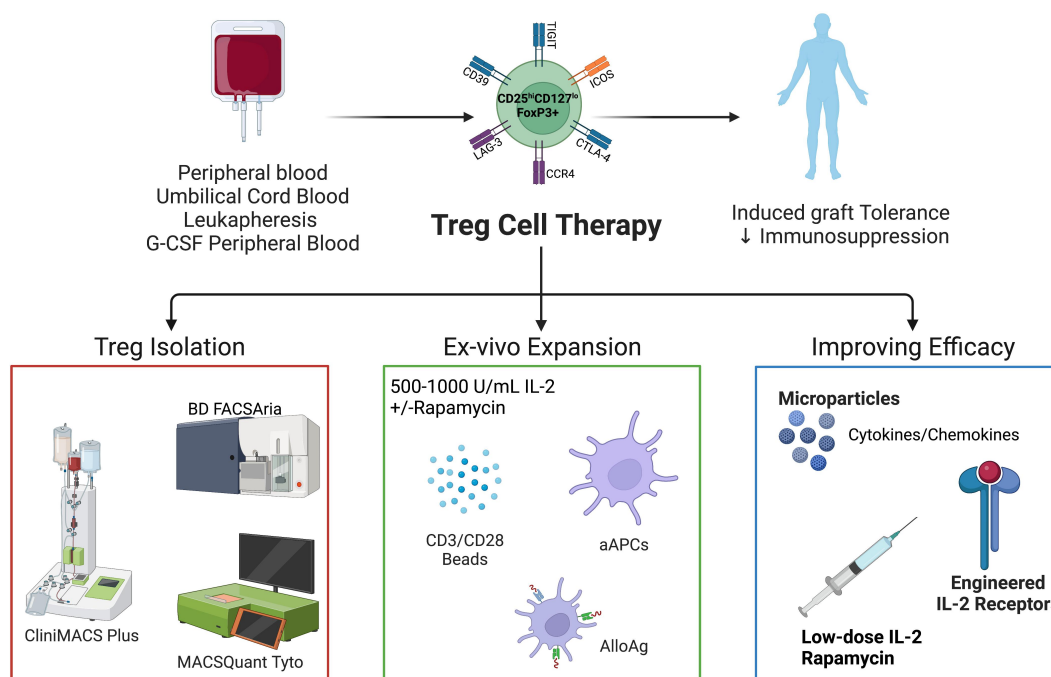 Peripheral blood
Umbilical Cord Blood
Leukapheresis
G-CSF Peripheral Blood
TIGIT
CD39
ICOS
CD25hiCD127lo
FoxP3+
LAG-3
CTLA-4
CCR4
Treg Cell Therapy
Induced graft Tolerance
↓ Immunosuppression
Treg Isolation
BD FACSAria
CliniMACS Plus
MACSQuant Tyto
Ex-vivo Expansion
500-1000 U/mL IL-2
+/-Rapamycin
CD3/CD28
Beads
aAPCs
AlloAg
Improving Efficacy
Microparticles
Cytokines/Chemokines
Engineered
IL-2 Receptor
Low-dose IL-2
Rapamycin